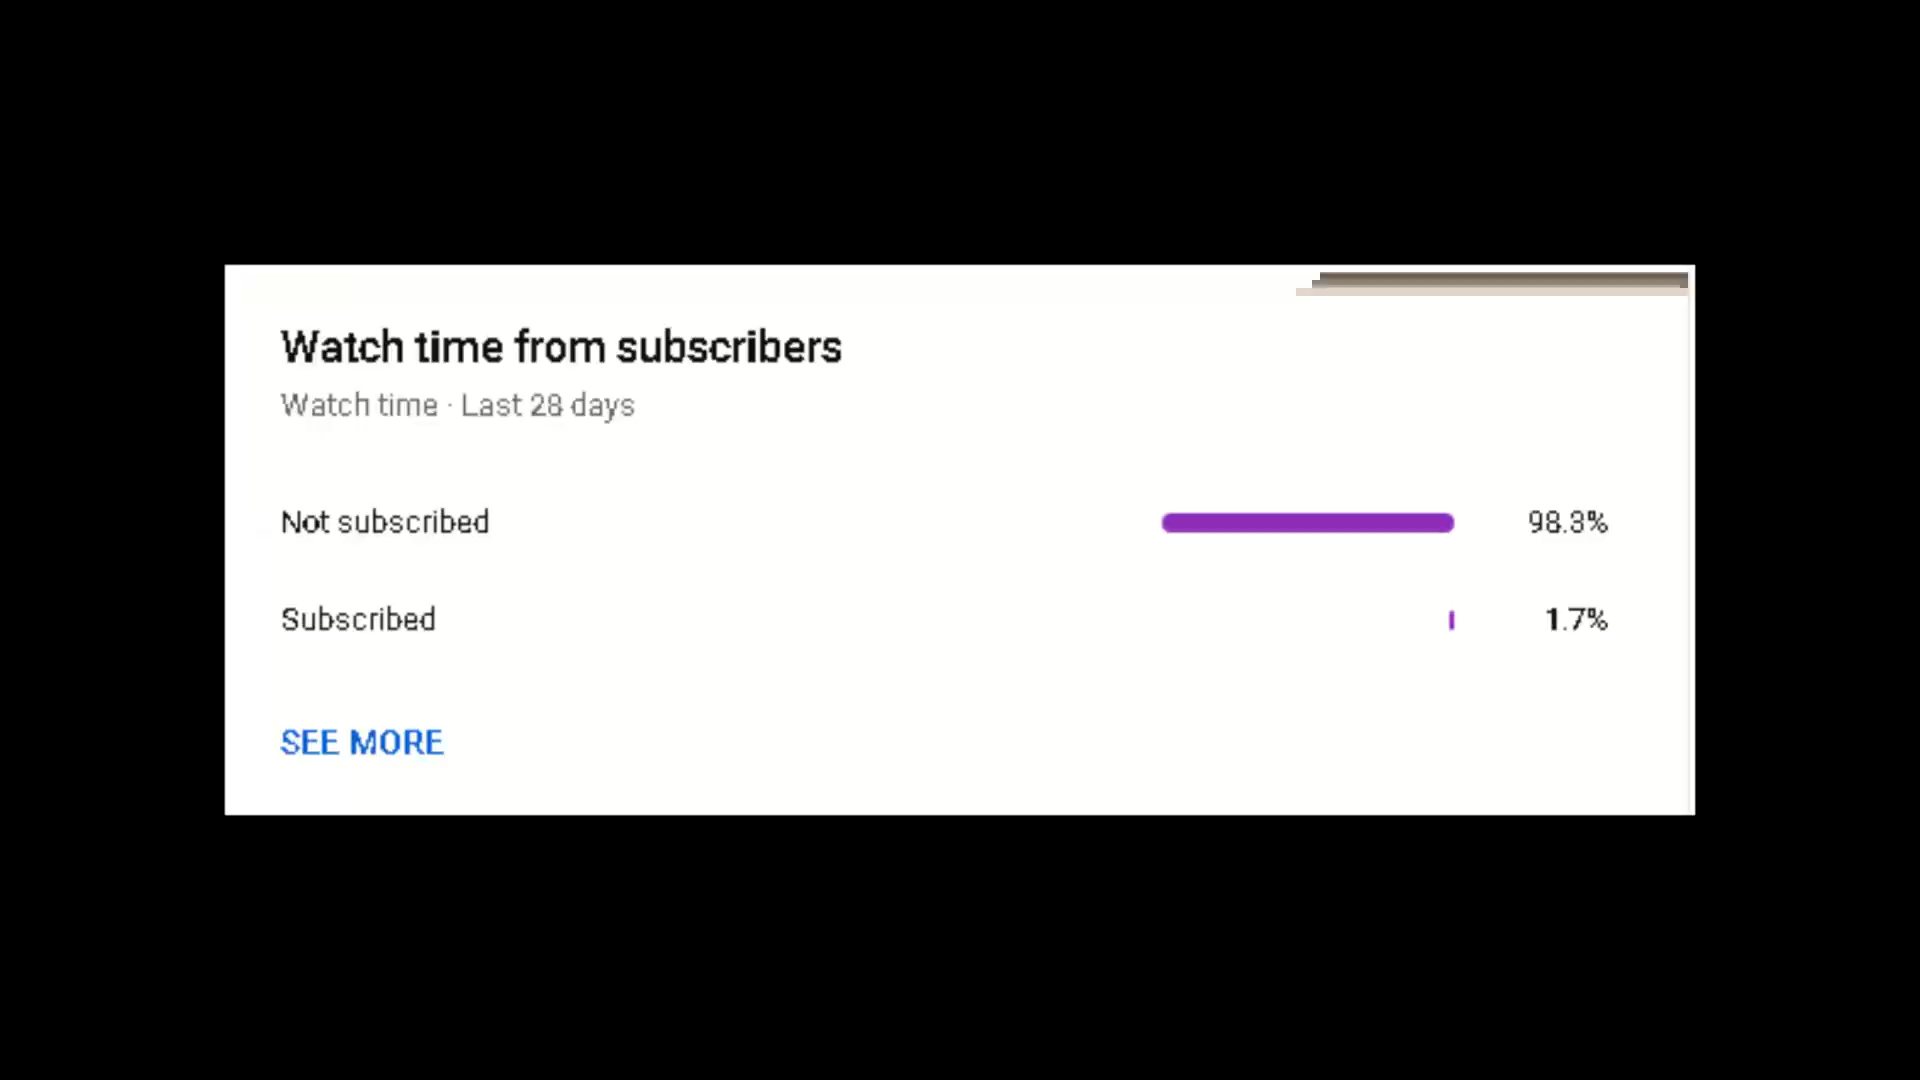 Watch time from subscribers
Watch time · Last 28 days
Not subscribed 98.3%
Subscribed 1.7%
SEE MORE